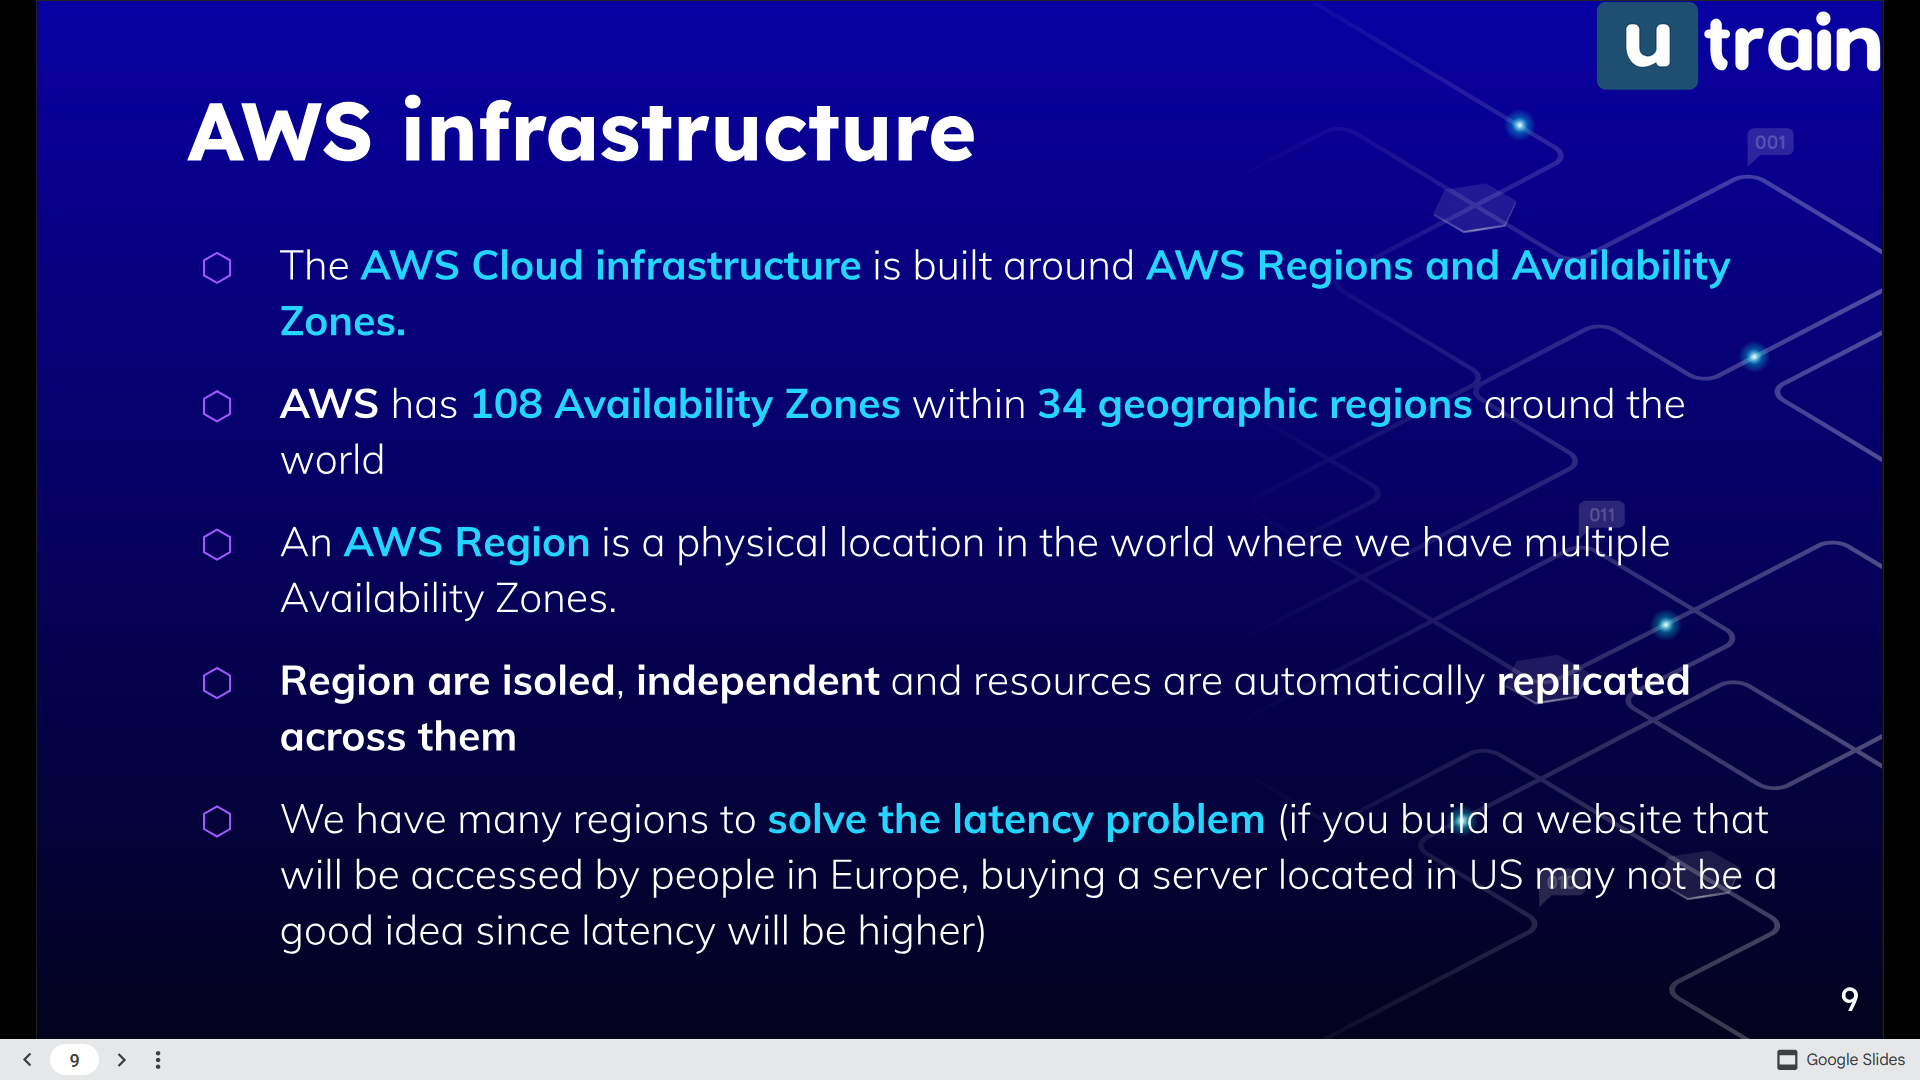 u train
AWS infrastructure
001
The AWS Cloud infrastructure is built around AWS Regions and Availability
Zones.
AWS has 108 Availability Zones within 34 geographic regions around the
world
011
An AWS Region is a physical location in the world where we have multiple
Availability Zones.
Region are isoled, independent and resources are automatically replicated
across them
We have many regions to solve the latency problem (if you build a website that
will be accessed by people in Europe, buying a server located in US may not be a
good idea since latency will be higher)
9
9
Google Slides